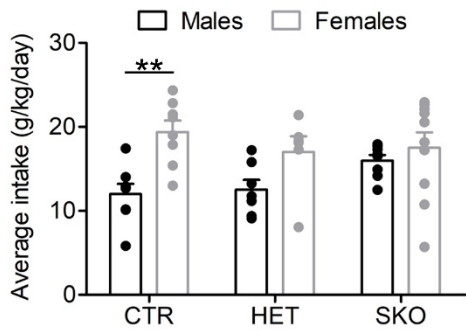 Males Females
Average intake (g/kg/day)
30
20
10
0
**
CTR HET SKO